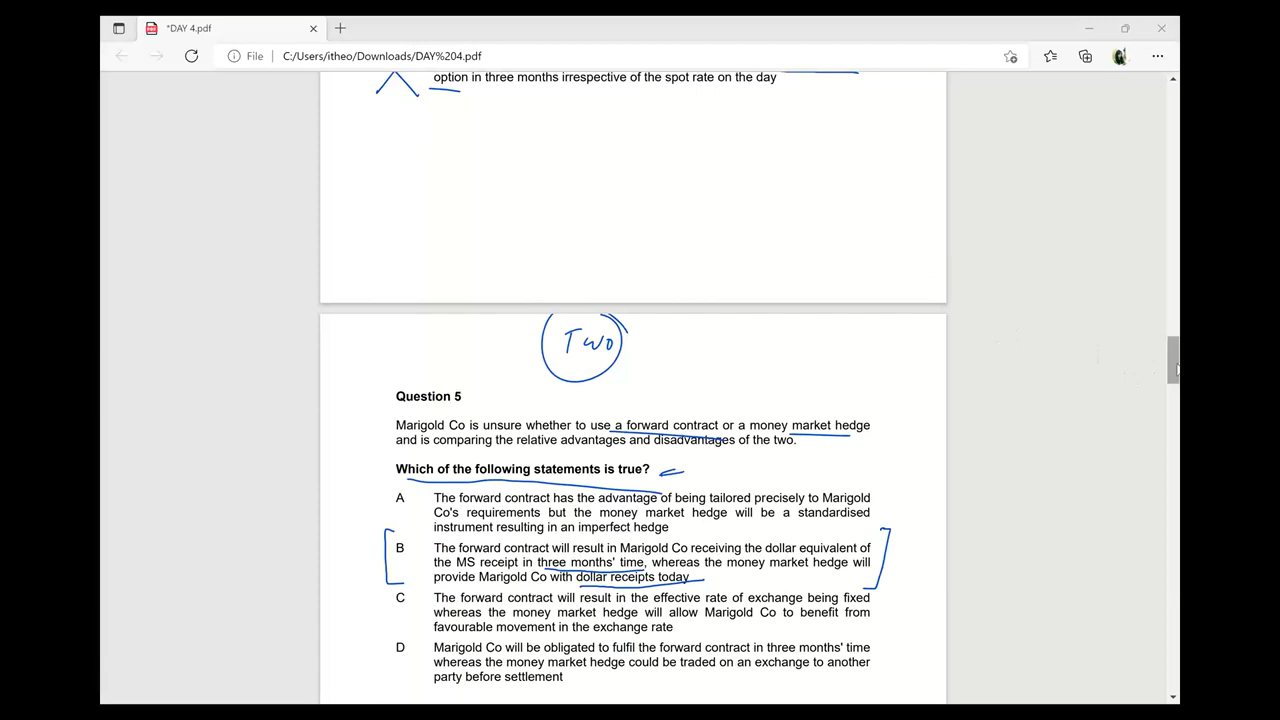 *DAY 4.pdf
File
C:/Users/itheo/Downloads/DAY%204.pdf
option in three months irrespective of the spot rate on the day
Two
Question 5
Marigold Co is unsure whether to use a forward contract or a money market hedge
and is comparing the relative advantages and disadvantages of the two.
Which of the following statements is true?
A The forward contract has the advantage of being tailored precisely to Marigold
Co's requirements but the money market hedge will be a standardised
instrument resulting in an imperfect hedge
B The forward contract will result in Marigold Co receiving the dollar equivalent of
the MS receipt in three months' time, whereas the money market hedge will
provide Marigold Co with dollar receipts today
C The forward contract will result in the effective rate of exchange being fixed
whereas the money market hedge will allow Marigold Co to benefit from
favourable movement in the exchange rate
D Marigold Co will be obligated to fulfil the forward contract in three months' time
whereas the money market hedge could be traded on an exchange to another
party before settlement